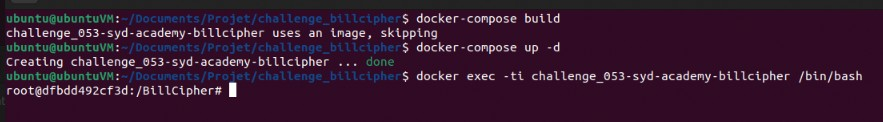 ubuntu@ubuntuVM:~/Documents/Projet/challenge_billcipher$ docker-compose build
challenge_053-syd-academy-billcipher uses an image, skipping
ubuntu@ubuntuVM:~/Documents/Projet/challenge_billcipher$ docker-compose up -d
Creating challenge_053-syd-academy-billcipher ... done
ubuntu@ubuntuVM:~/Documents/Projet/challenge_billcipher$ docker exec -ti challenge_053-syd-academy-billcipher /bin/bash
root@dfbdd492cf3d:/BillCipher#